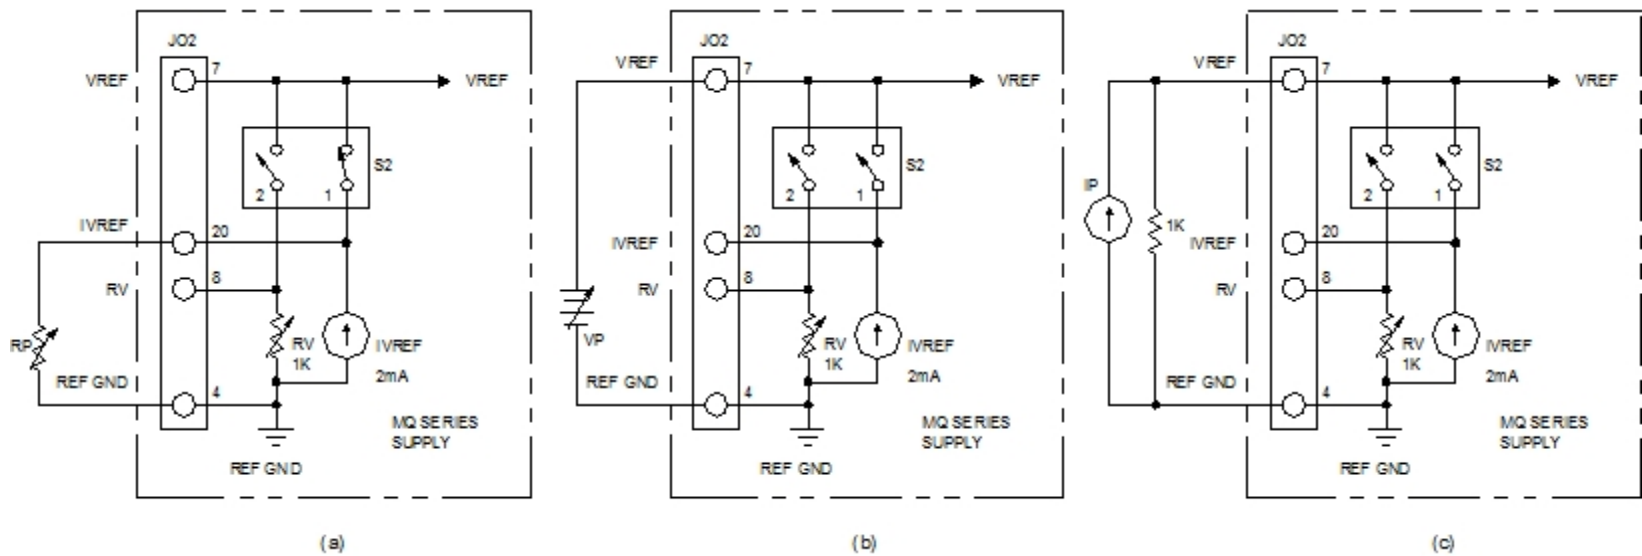 JO2
VREF
7
VREF
S2
2
1
IVREF
20
RV
8
RP
RV
1K
IVREF
2mA
REF GND
4
MQ SERIES
SUPPLY
REF GND
(a)
JO2
VREF
7
VREF
S2
2
1
IVREF
20
RV
8
VP
RV
1K
IVREF
2mA
REF GND
4
MQ SERIES
SUPPLY
REF GND
(b)
JO2
VREF
7
VREF
S2
2
1
IP
1K
IVREF
20
RV
8
RV
1K
IVREF
2mA
REF GND
4
MQ SERIES
SUPPLY
REF GND
(c)